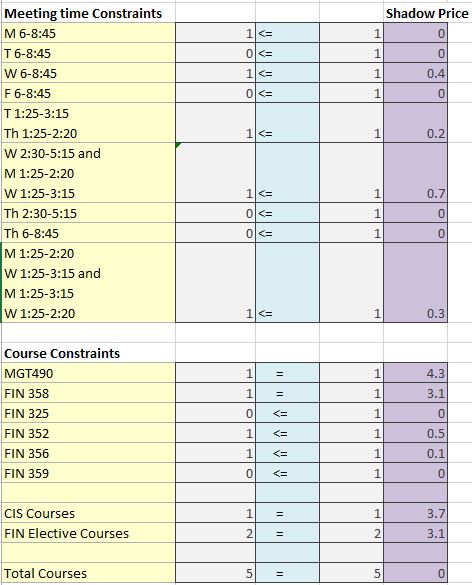 Meeting time Constraints Shadow Price
M 6-8:45 1 <= 1 0
T 6-8:45 0 <= 1 0
W 6-8:45 1 <= 1 0.4
F 6-8:45 0 <= 1 0
T 1:25-3:15
Th 1:25-2:20 1 <= 1 0.2
W 2:30-5:15 and
M 1:25-2:20
W 1:25-3:15 1 <= 1 0.7
Th 2:30-5:15 0 <= 1 0
Th 6-8:45 0 <= 1 0
M 1:25-2:20
W 1:25-3:15 and
M 1:25-3:15
W 1:25-2:20 1 <= 1 0.3
Course Constraints
MGT490 1 = 1 4.3
FIN 358 1 = 1 3.1
FIN 325 0 <= 1 0
FIN 352 1 <= 1 0.5
FIN 356 1 <= 1 0.1
FIN 359 0 <= 1 0
CIS Courses 1 = 1 3.7
FIN Elective Courses 2 = 2 3.1
Total Courses 5 = 5 0